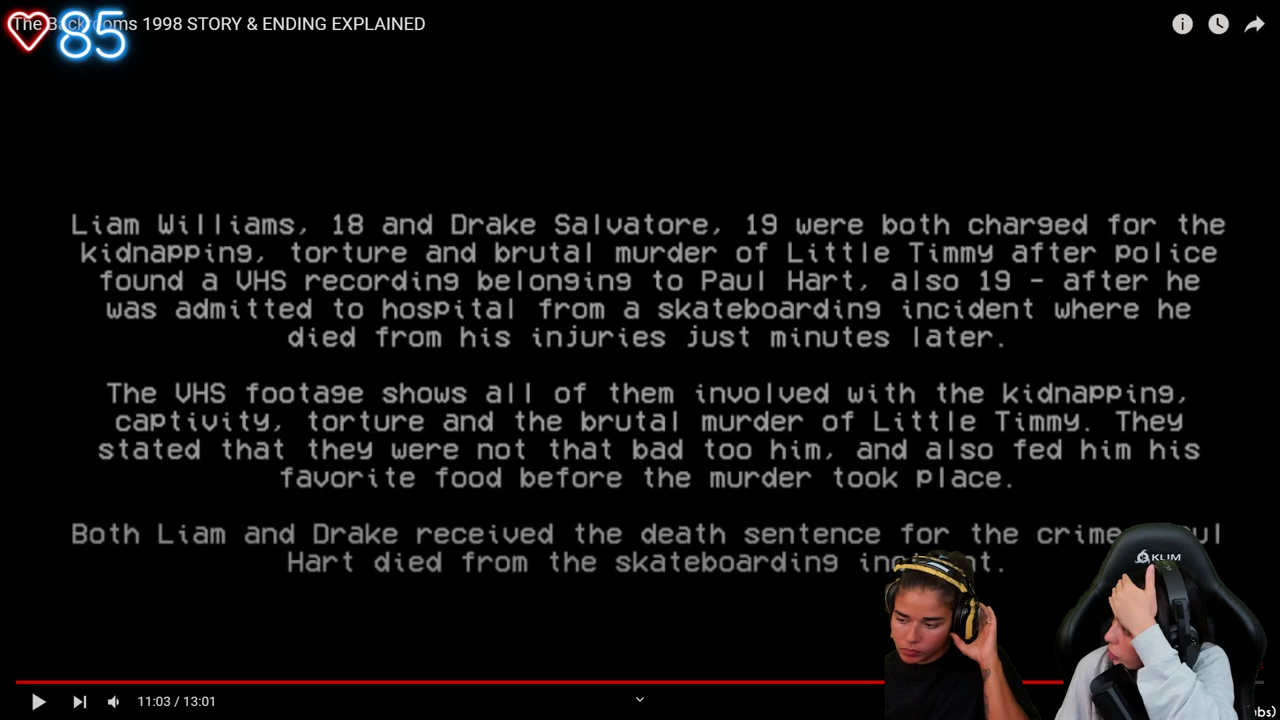 The Backrooms 1998 STORY & ENDING EXPLAINED
85
Liam Williams, 18 and Drake Salvatore, 19 were both charged for the
kidnapping, torture and brutal murder of Little Timmy after police
found a VHS recording belonging to Paul Hart, also 19 - after he
was admitted to hospital from a skateboarding incident where he
died from his injuries just minutes later.
The VHS footage shows all of them involved with the kidnapping,
captivity, torture and the brutal murder of Little Timmy. They
stated that they were not that bad too him, and also fed him his
favorite food before the murder took place.
Both Liam and Drake received the death sentence for the crime
Hart died from the skateboarding
KLIM
11:03 / 13:01